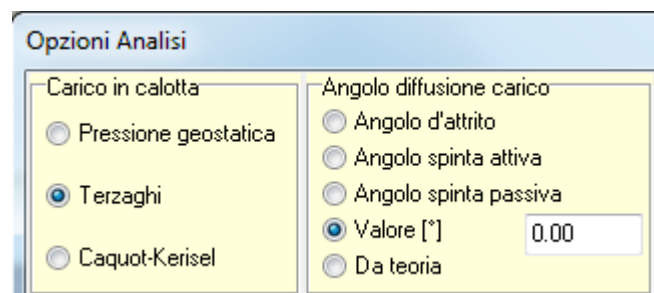 Opzioni Analisi
Carico in calotta
Pressione geostatica
Terzaghi
Caquot-Kerisel
Angolo diffusione carico
Angolo d'attrito
Angolo spinta attiva
Angolo spinta passiva
Valore [°] 0.00
Da teoria